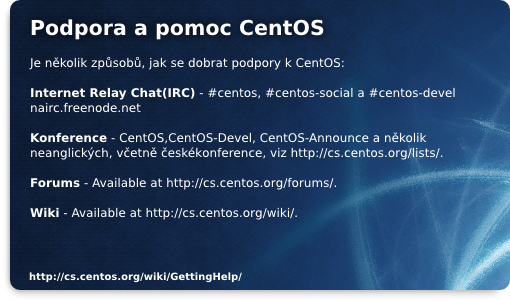 Podpora a pomoc CentOS
Je několik způsobů, jak se dobrat podpory k CentOS:
Internet Relay Chat(IRC) - #centos, #centos-social a #centos-devel
nairc.freenode.net
Konference - CentOS,CentOS-Devel, CentOS-Announce a několik
neanglických, včetně českékonference, viz http://cs.centos.org/lists/.
Forums - Available at http://cs.centos.org/forums/.
Wiki - Available at http://cs.centos.org/wiki/.
http://cs.centos.org/wiki/GettingHelp/